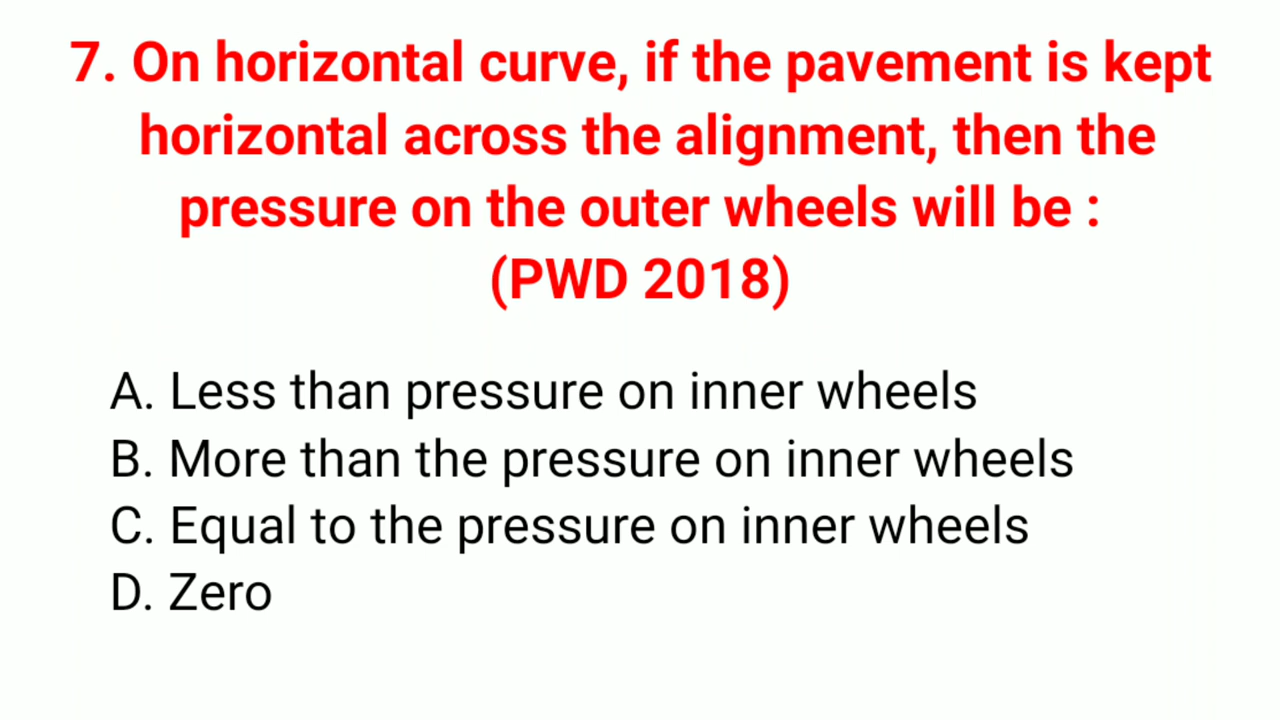 7. On horizontal curve, if the pavement is kept
horizontal across the alignment, then the
pressure on the outer wheels will be :
(PWD 2018)
A. Less than pressure on inner wheels
B. More than the pressure on inner wheels
C. Equal to the pressure on inner wheels
D. Zero